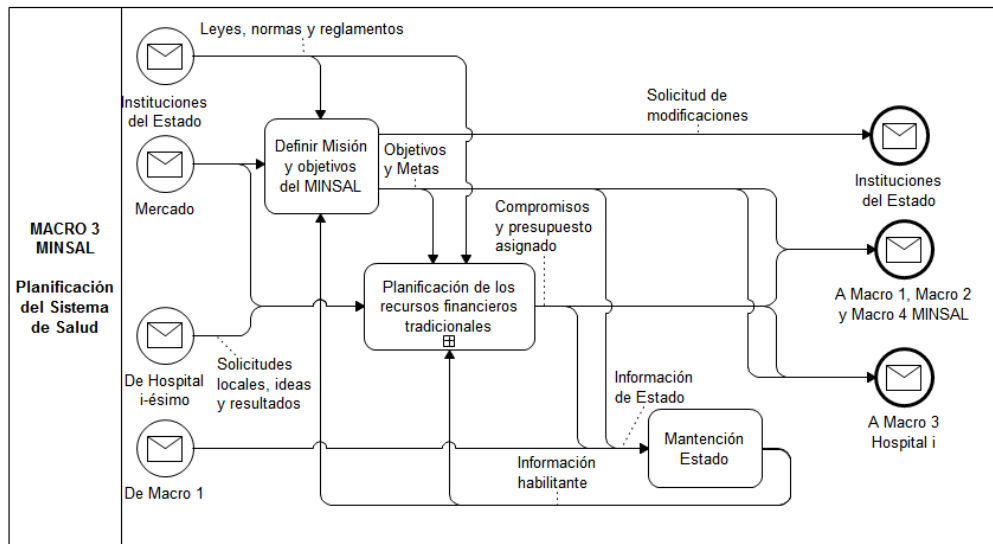 MACRO 3
MINSAL
Planificación
del Sistema
de Salud
Leyes, normas y reglamentos
Instituciones
del Estado
Mercado
Definir Misión
y objetivos
del MINSAL
Solicitud de
modificaciones
Instituciones
del Estado
Objetivos
y Metas
Compromisos
y presupuesto
asignado
Planificación de los
recursos financieros
tradicionales
A Macro 1, Macro 2
y Macro 4 MINSAL
De Hospital
i-ésimo
Solicitudes
locales, ideas
y resultados
Información
de Estado
A Macro 3
Hospital i
De Macro 1
Información
habilitante
Mantención
Estado